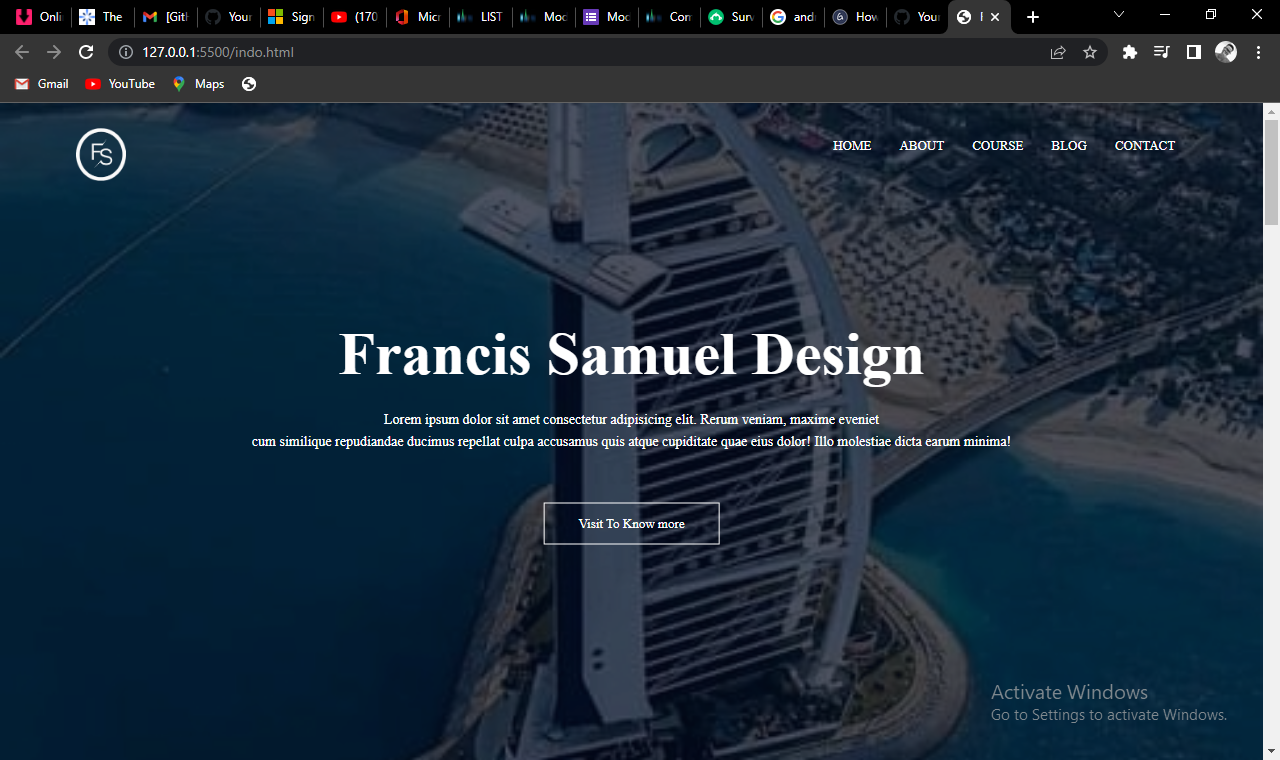 Onli
The
[Gitl
Your
Sign
(170
Micr
LIST
Moc
Moc
Com
Surv
andr
How
Your
127.0.0.1:5500/indo.html
Gmail YouTube Maps
FS
HOME ABOUT COURSE BLOG CONTACT
Francis Samuel Design
Lorem ipsum dolor sit amet consectetur adipisicing elit. Rerum veniam, maxime eveniet
cum similique repudiandae ducimus repellat culpa accusamus quis atque cupiditate quae eius dolor! Illo molestiae dicta earum minima!
Visit To Know more
Activate Windows
Go to Settings to activate Windows.